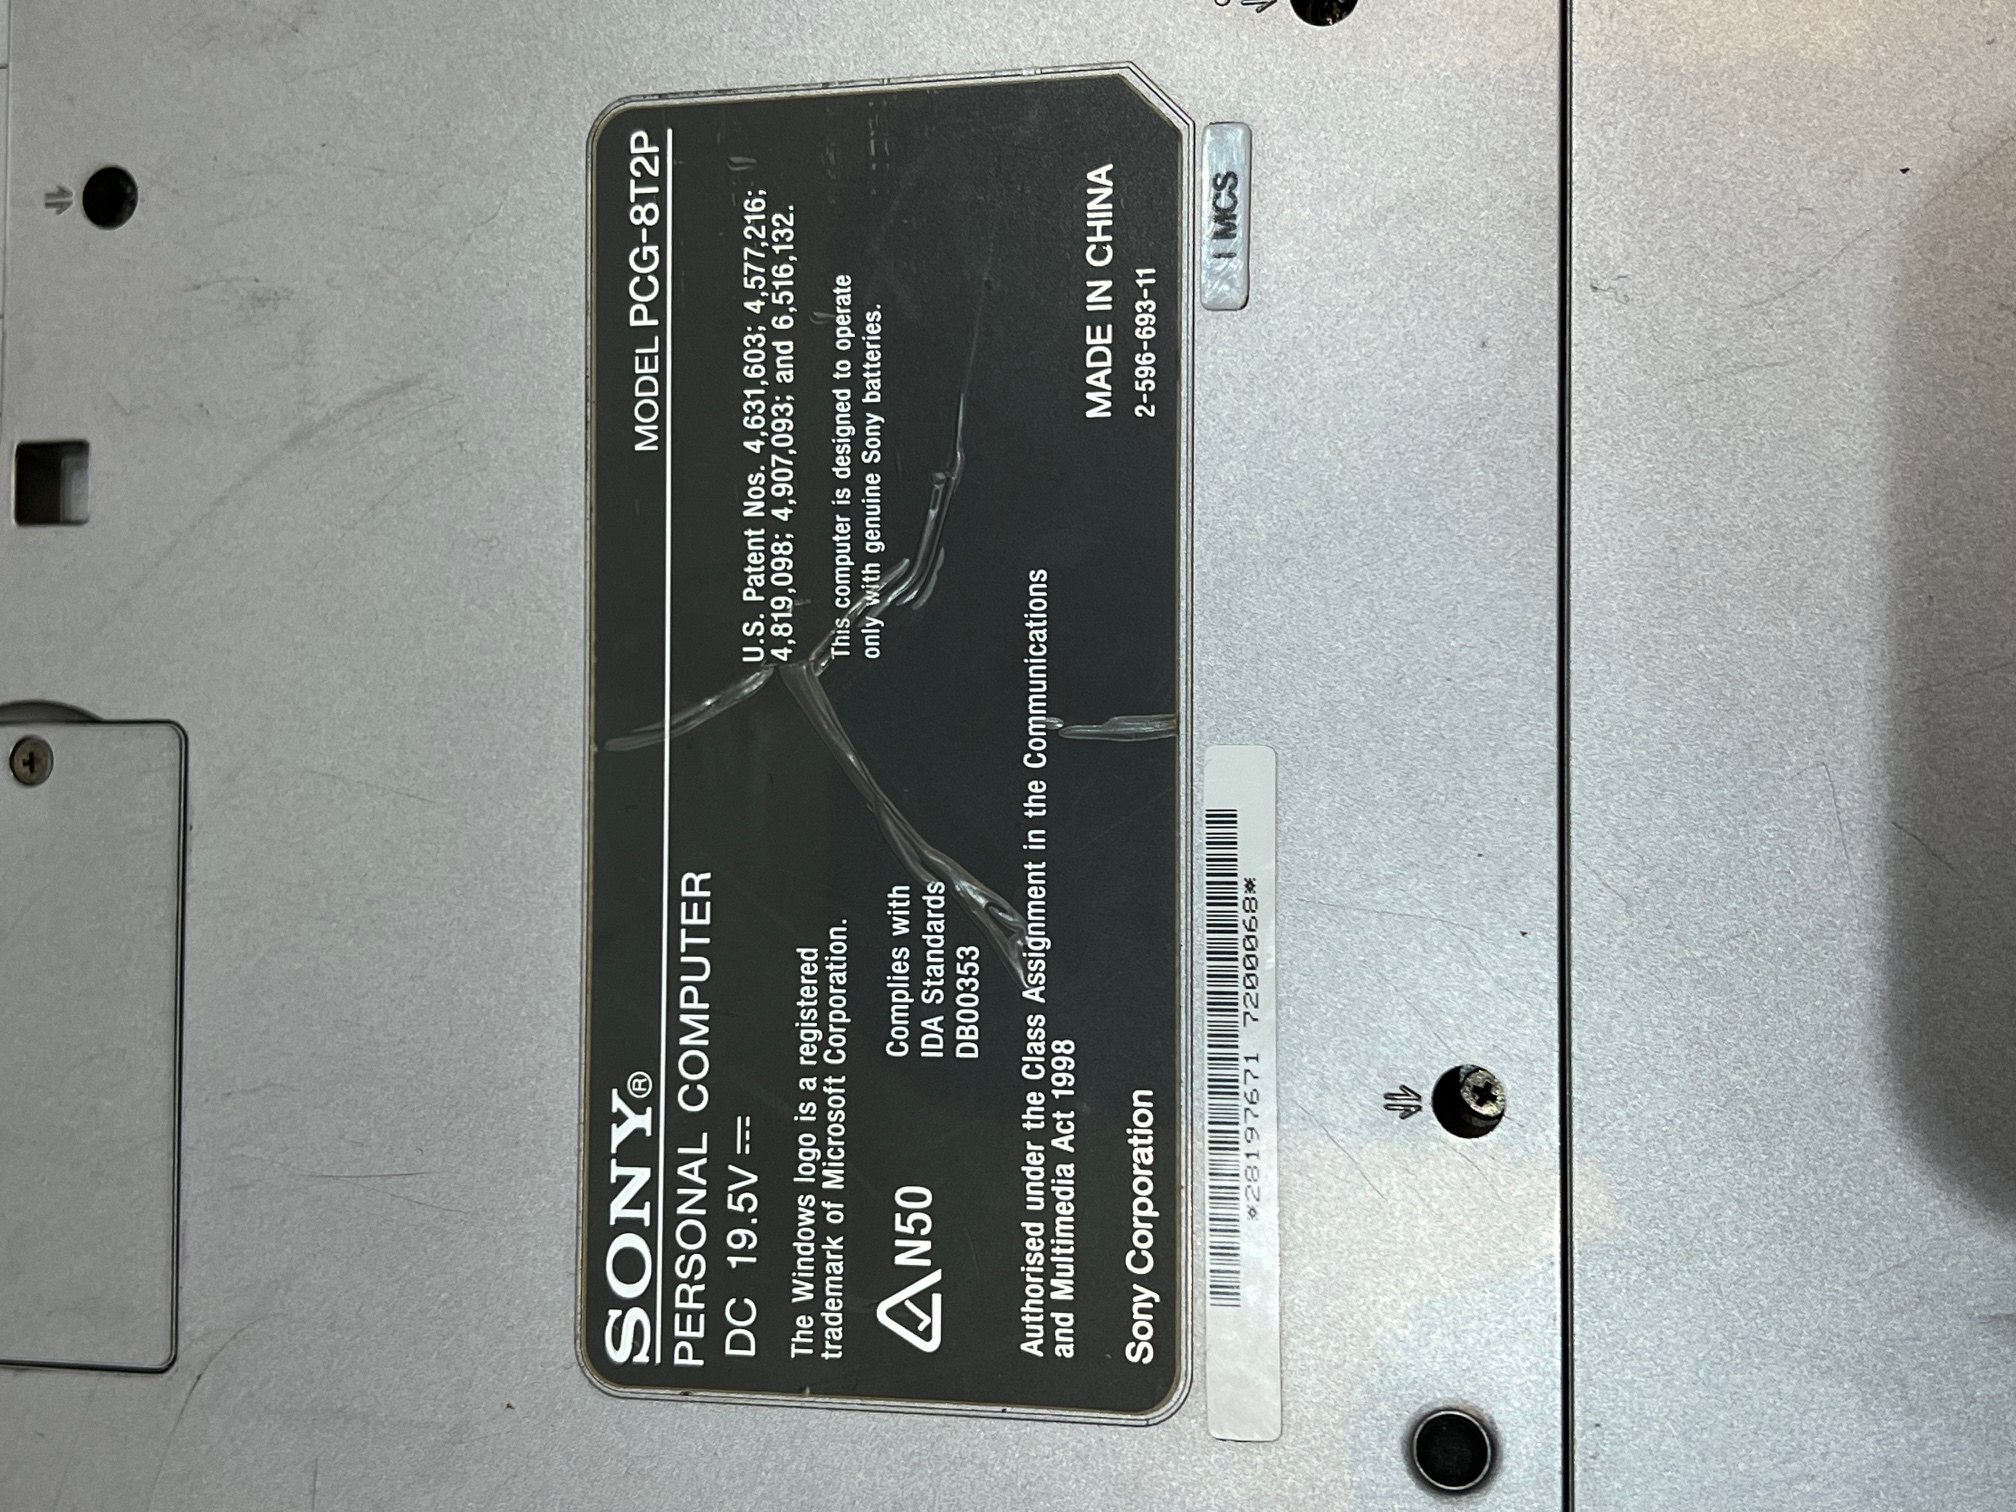 SONY®
MODEL PCG-8T2P
PERSONAL COMPUTER
DC 19.5V
U.S. Patent Nos. 4,631,603; 4,577,216;
4,819,098; 4,907,093; and 6,516,132.
The Windows logo is a registered
trademark of Microsoft Corporation.
This computer is designed to operate
only with genuine Sony batteries.
N50
Complies with
IDA Standards
DB00353
Authorised under the Class Assignment in the Communications
and Multimedia Act 1998
Sony Corporation
MADE IN CHINA
2-596-693-11
1 MCS
*28197671 7200068*